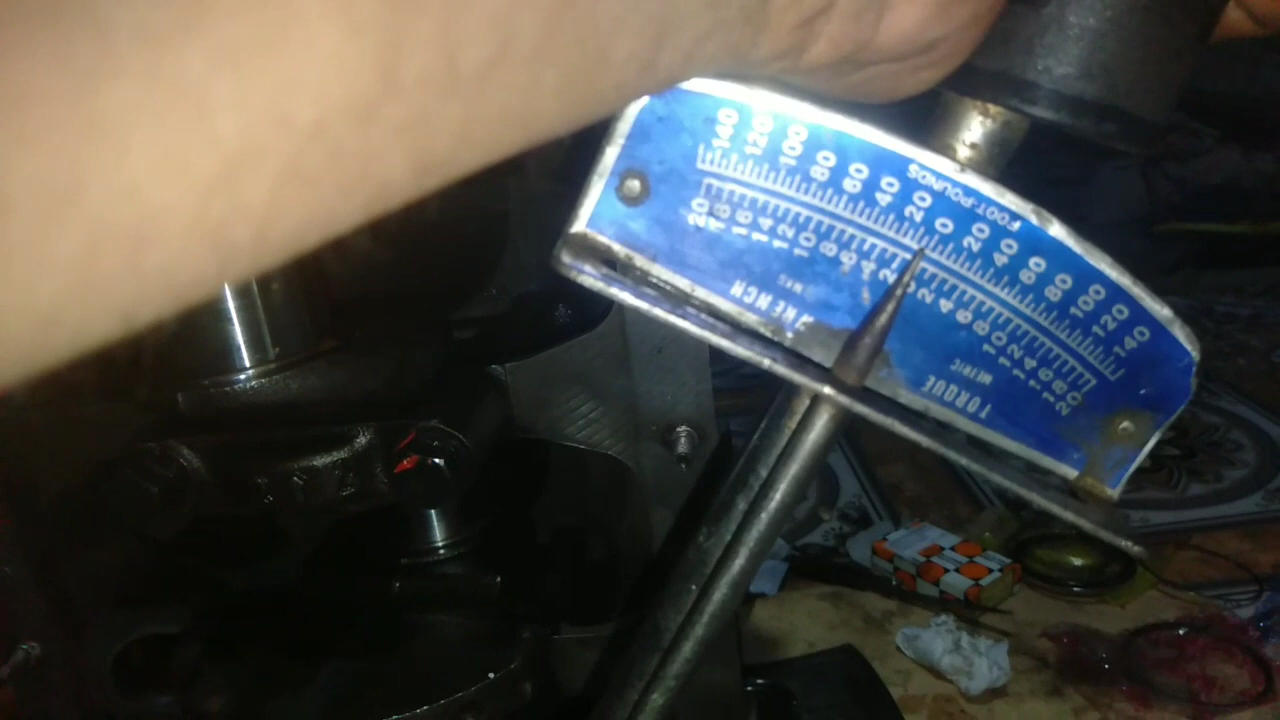 140 120 100 80 60 40 20 0 20 40 60 80 100 120 140
FOOT-POUNDS
20 18 16 14 12 10 8 6 4 2 0 2 4 6 8 10 12 14 16 18 20
METRIC
TORQUE WRENCH